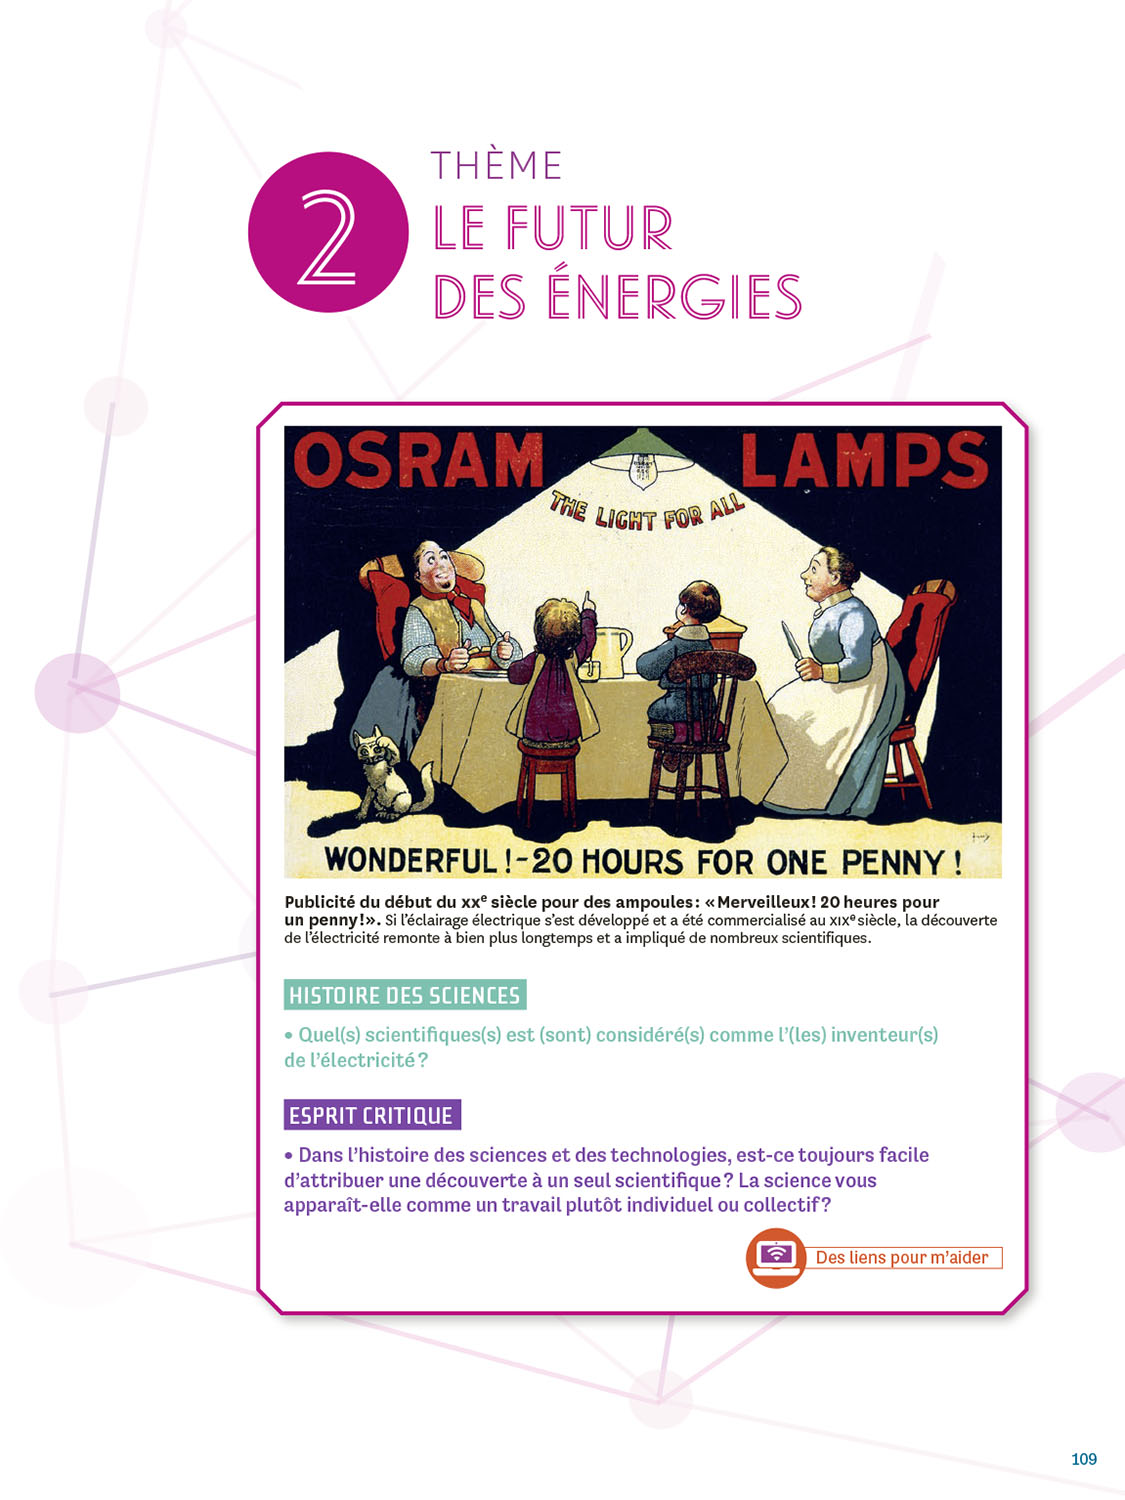 THÈME
2
LE FUTUR
DES ÉNERGIES
OSRAM LAMPS
THE LIGHT FOR ALL
WONDERFUL!-20 HOURS FOR ONE PENNY!
Publicité du début du XXe siècle pour des ampoules : « Merveilleux ! 20 heures pour
un penny ! ». Si l’éclairage électrique s’est développé et a été commercialisé au XIXe siècle, la découverte
de l’électricité remonte à bien plus longtemps et a impliqué de nombreux scientifiques.
HISTOIRE DES SCIENCES
• Quel(s) scientifiques(s) est (sont) considéré(s) comme l’(les) inventeur(s)
de l’électricité ?
ESPRIT CRITIQUE
• Dans l’histoire des sciences et des technologies, est-ce toujours facile
d’attribuer une découverte à un seul scientifique ? La science vous
apparaît-elle comme un travail plutôt individuel ou collectif ?
Des liens pour m’aider
109